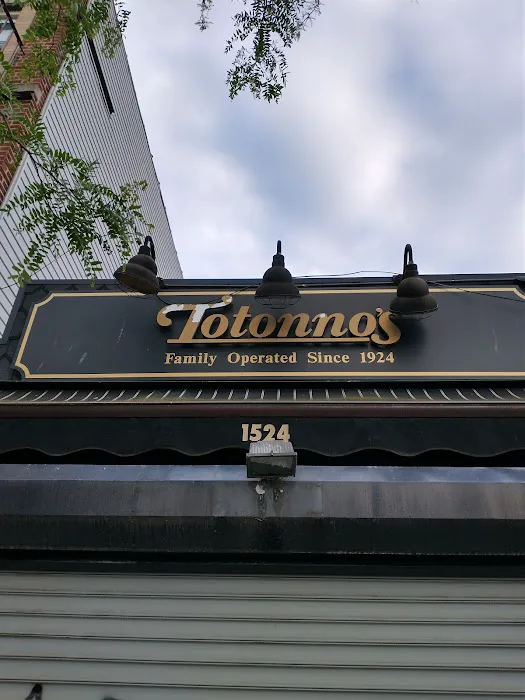 Totonno's
Family Operated Since 1924
1524